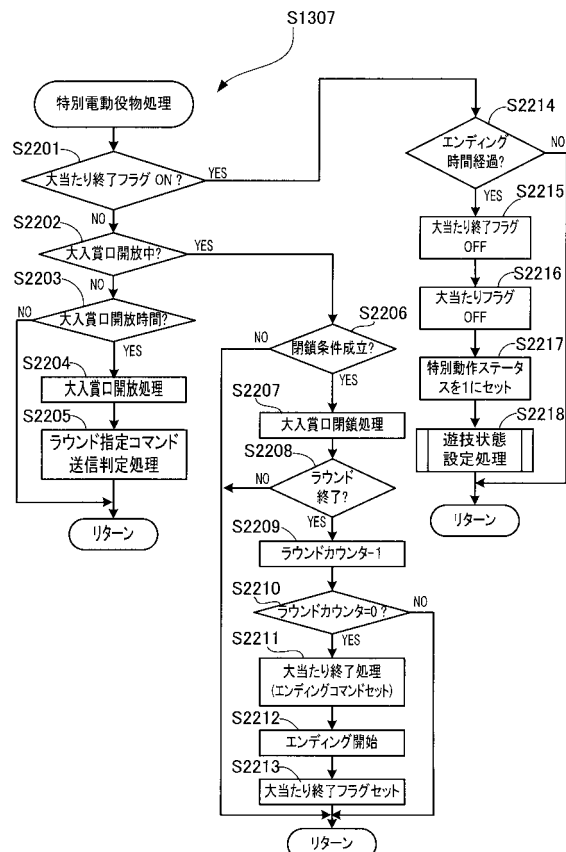 S1307
特別電動役物処理
S2201
大当たり終了フラグ ON？
YES
NO
S2202
大入賞口開放中？
YES
NO
S2203
大入賞口開放時間？
NO
YES
S2204
大入賞口開放処理
S2205
ラウンド指定コマンド
送信判定処理
リターン
S2206
閉鎖条件成立？
NO
YES
S2207
大入賞口閉鎖処理
S2208
ラウンド
終了？
NO
YES
S2209
ラウンドカウンタ-1
S2210
ラウンドカウンタ=0？
NO
YES
S2211
大当たり終了処理
(エンディングコマンドセット)
S2212
エンディング開始
S2213
大当たり終了フラグセット
リターン
S2214
エンディング
時間経過？
NO
YES
S2215
大当たり終了フラグ
OFF
S2216
大当たりフラグ
OFF
S2217
特別動作ステータ
スを1にセット
S2218
遊技状態
設定処理
リターン